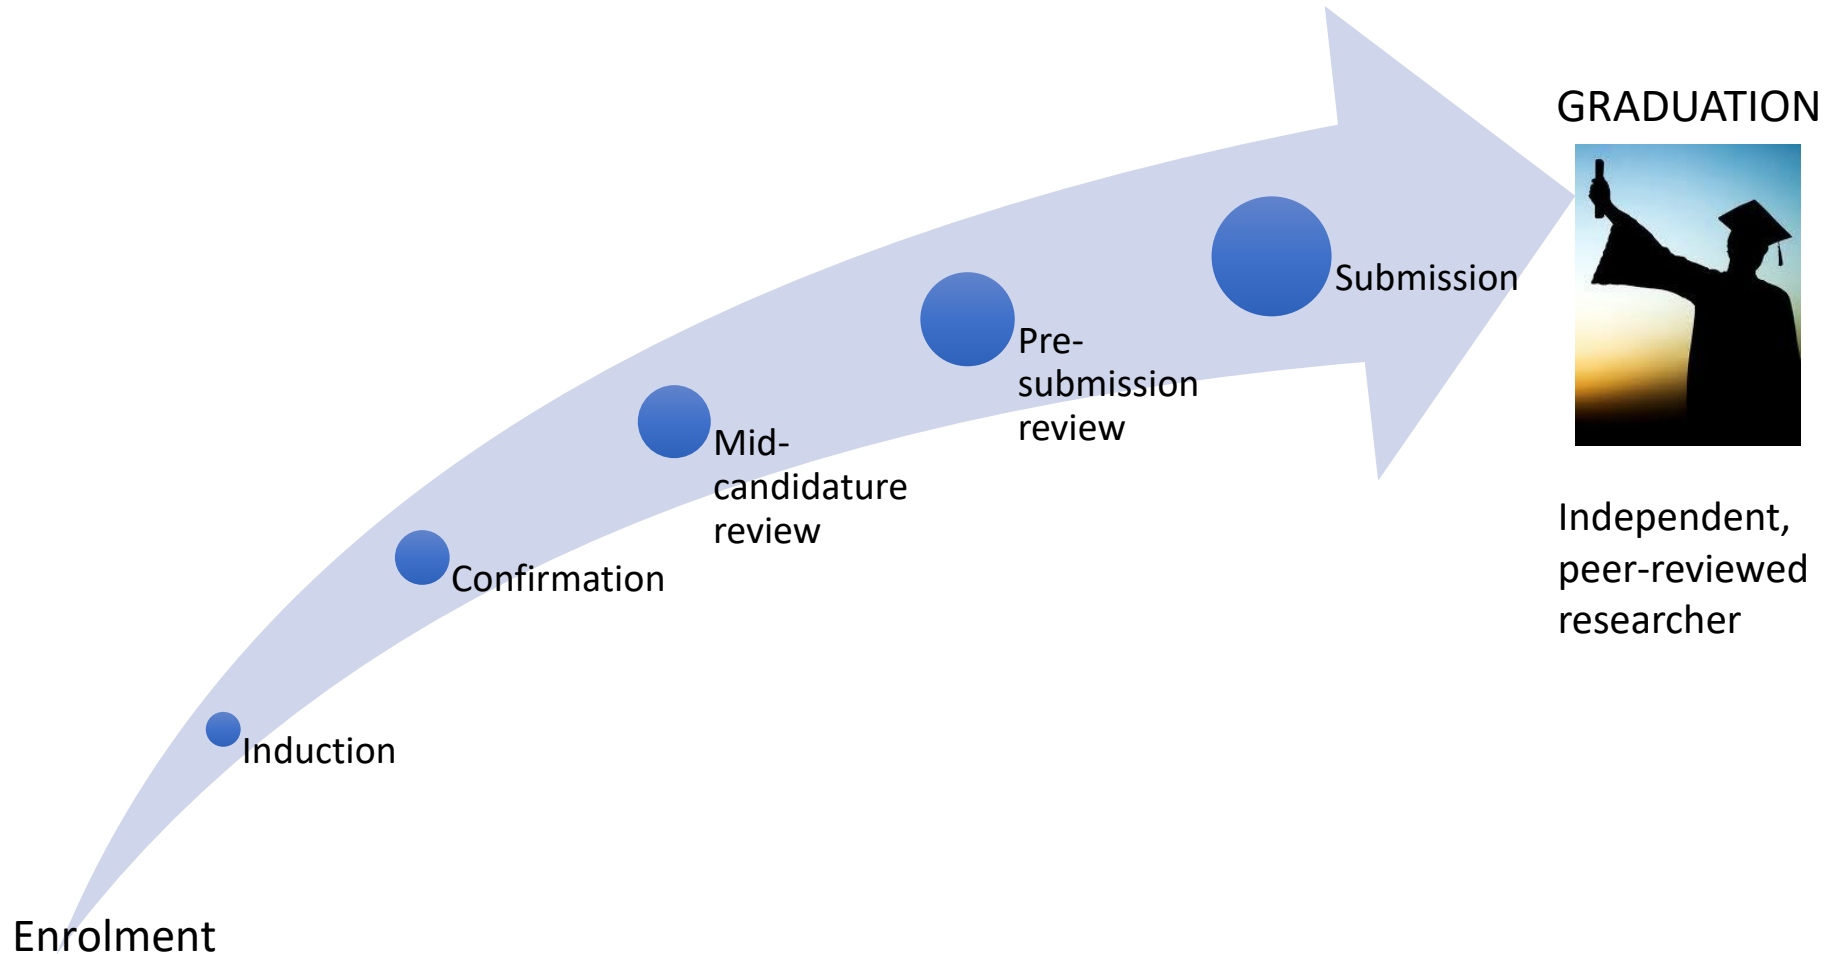 GRADUATION
Submission
Pre-
submission
review
Mid-
candidature
review
Confirmation
Induction
Enrolment
Independent,
peer-reviewed
researcher